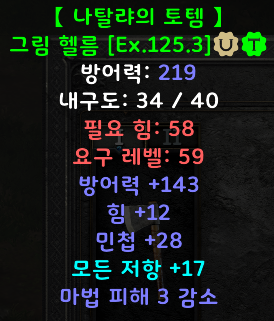 【 나탈랴의 토템 】
그림 헬름 [Ex.125.3] U T
방어력: 219
내구도: 34 / 40
필요 힘: 58
요구 레벨: 59
방어력 +143
힘 +12
민첩 +28
모든 저항 +17
마법 피해 3 감소